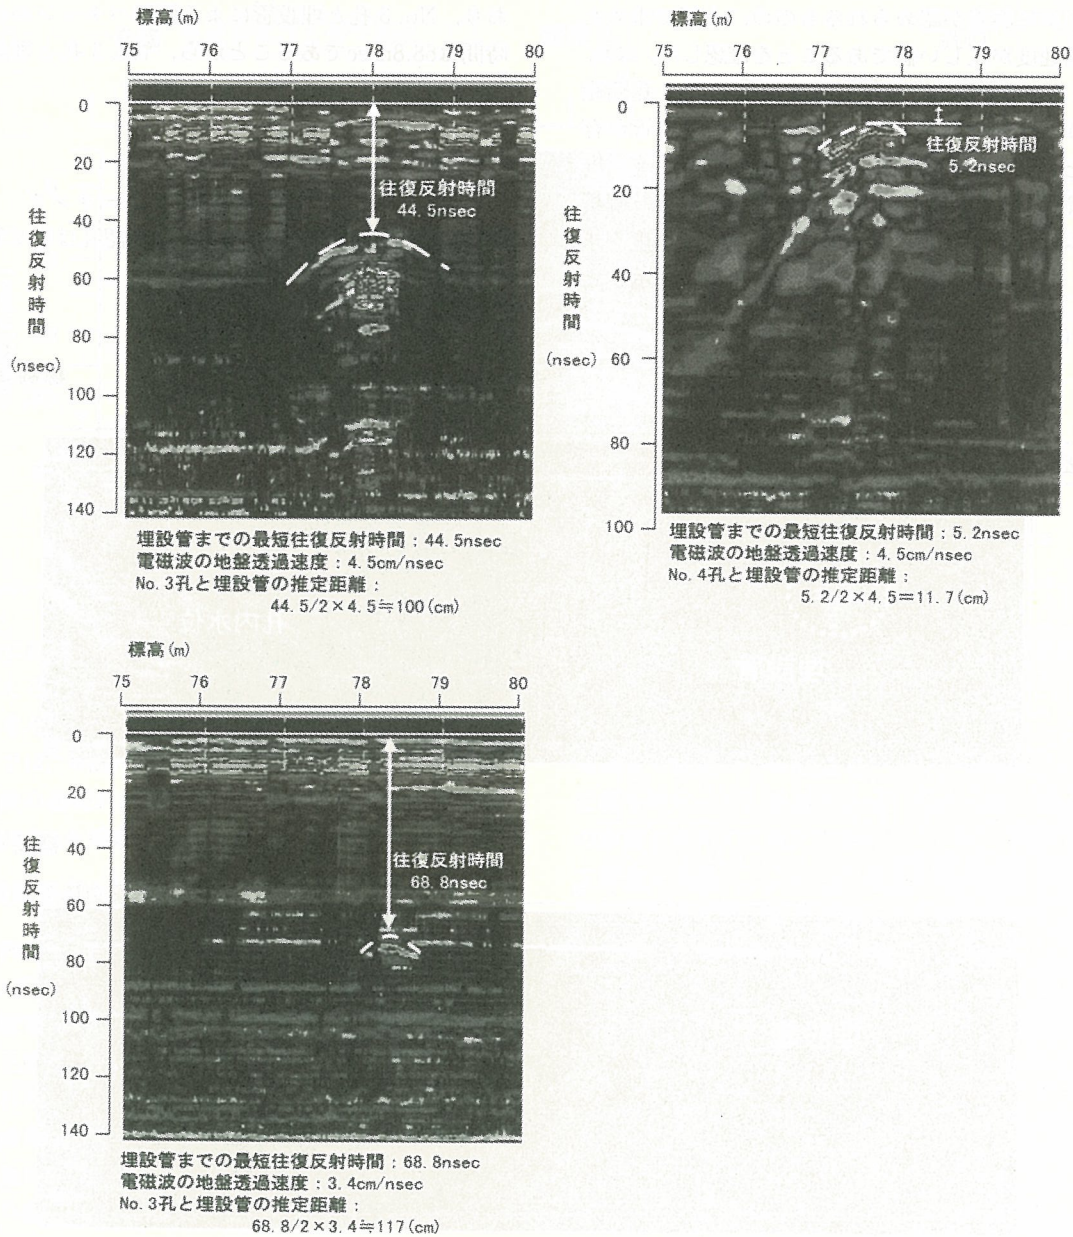 標高(m)
75 76 77 78 79 80
0
20
40
60
80
100
120
140
往復反射時間
(nsec)
往復反射時間
44.5nsec
埋設管までの最短往復反射時間：44.5nsec
電磁波の地盤透過速度：4.5cm/nsec
No.3孔と埋設管の推定距離：
44.5/2×4.5≒100(cm)
標高(m)
75 76 77 78 79 80
0
20
40
60
80
100
往復反射時間
(nsec)
往復反射時間
5.2nsec
埋設管までの最短往復反射時間：5.2nsec
電磁波の地盤透過速度：4.5cm/nsec
No.4孔と埋設管の推定距離：
5.2/2×4.5＝11.7(cm)
標高(m)
75 76 77 78 79 80
0
20
40
60
80
100
120
140
往復反射時間
(nsec)
往復反射時間
68.8nsec
埋設管までの最短往復反射時間：68.8nsec
電磁波の地盤透過速度：3.4cm/nsec
No.3孔と埋設管の推定距離：
68.8/2×3.4≒117(cm)